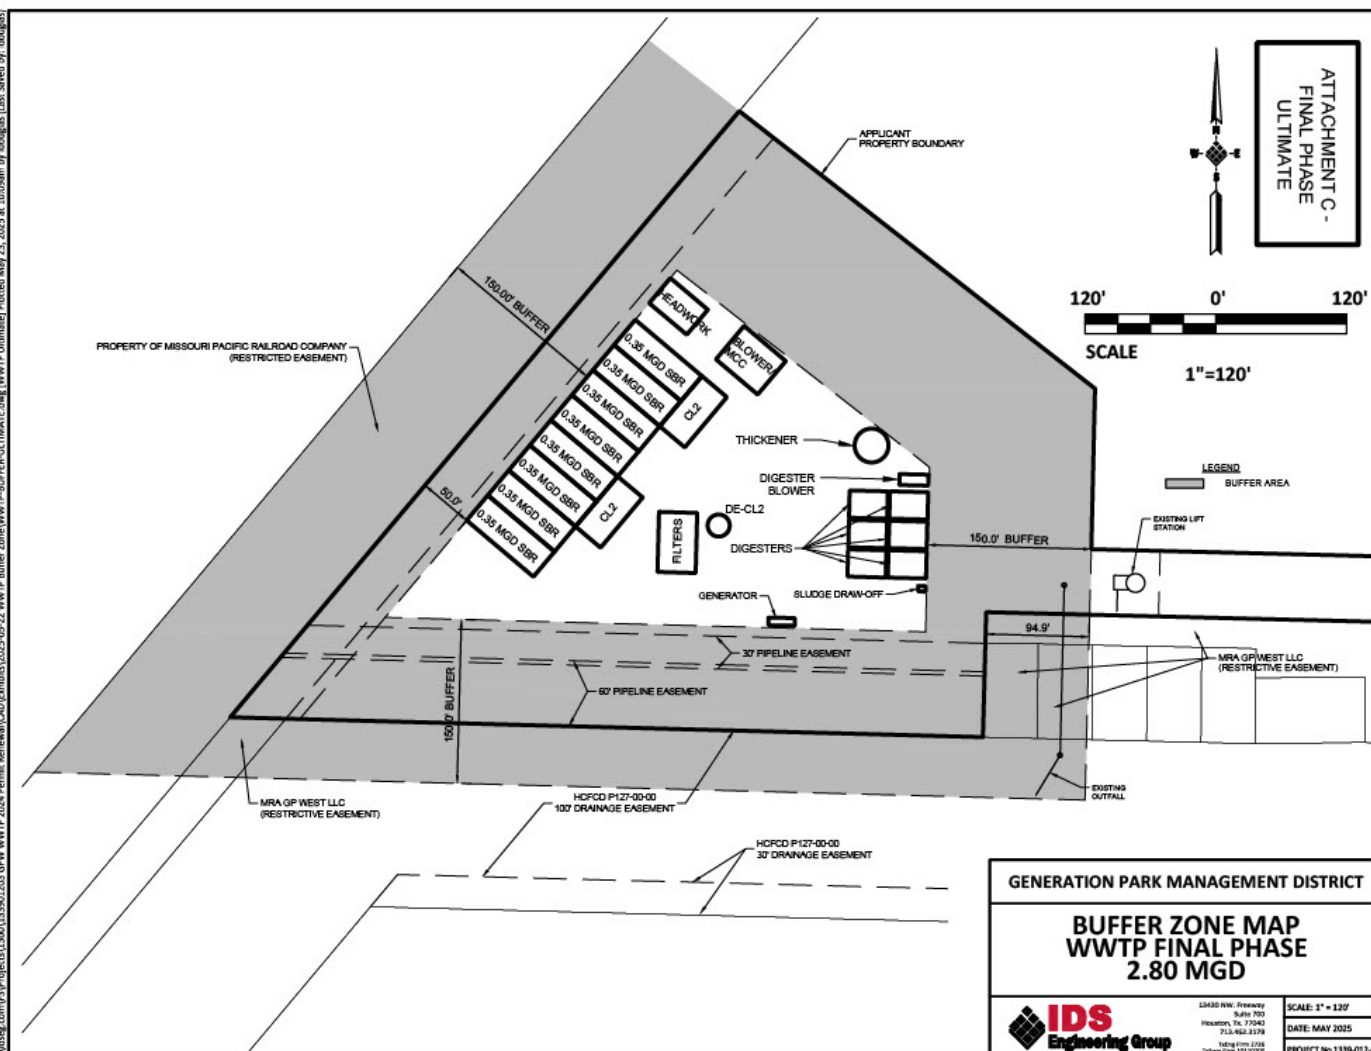 ATTACHMENT C -
FINAL PHASE
ULTIMATE
N
W
E
S
120'
0'
120'
SCALE
1"=120'
APPLICANT
PROPERTY BOUNDARY
150.00' BUFFER
PROPERTY OF MISSOURI PACIFIC RAILROAD COMPANY
(RESTRICTED EASEMENT)
HEADWORK
BLOWER/
MCC
0.35 MGD SBR
0.35 MGD SBR
0.35 MGD SBR
0.35 MGD SBR
0.35 MGD SBR
0.35 MGD SBR
0.35 MGD SBR
0.35 MGD SBR
CL2
CL2
50.0'
THICKENER
DIGESTER
BLOWER
DE-CL2
FILTERS
DIGESTERS
GENERATOR
SLUDGE DRAW-OFF
150.0' BUFFER
LEGEND
BUFFER AREA
EXISTING LIFT
STATION
94.9'
MRA GP WEST LLC
(RESTRICTIVE EASEMENT)
30' PIPELINE EASEMENT
60' PIPELINE EASEMENT
150.0' BUFFER
MRA GP WEST LLC
(RESTRICTIVE EASEMENT)
HCFCD P127-00-00
100' DRAINAGE EASEMENT
EXISTING
OUTFALL
HCFCD P127-00-00
30' DRAINAGE EASEMENT
GENERATION PARK MANAGEMENT DISTRICT
BUFFER ZONE MAP
WWTP FINAL PHASE
2.80 MGD
IDS
Engineering Group
13430 NW. Freeway
Suite 700
Houston, Tx. 77040
713.462.3178
SCALE: 1" = 120'
DATE: MAY 2025